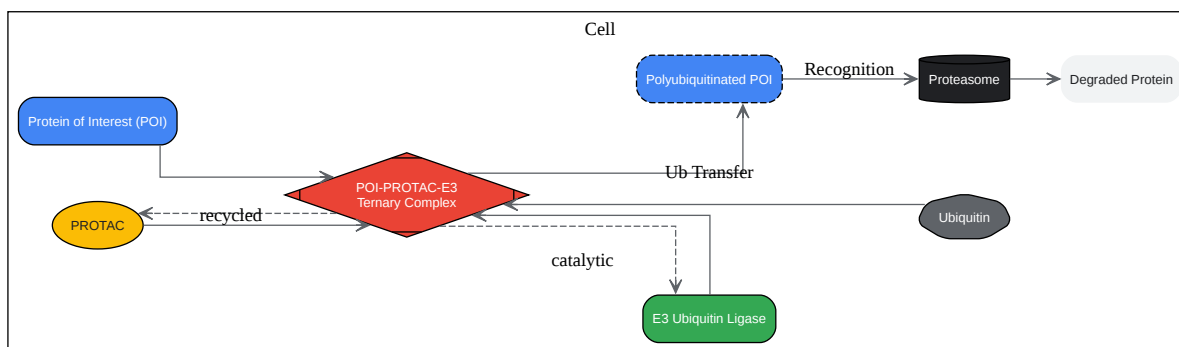 Cell
Polyubiquitinated POI
Recognition
Proteasome
Degraded Protein
Protein of Interest (POI)
Ub Transfer
POI-PROTAC-E3
Ternary Complex
PROTAC
recycled
Ubiquitin
catalytic
E3 Ubiquitin Ligase